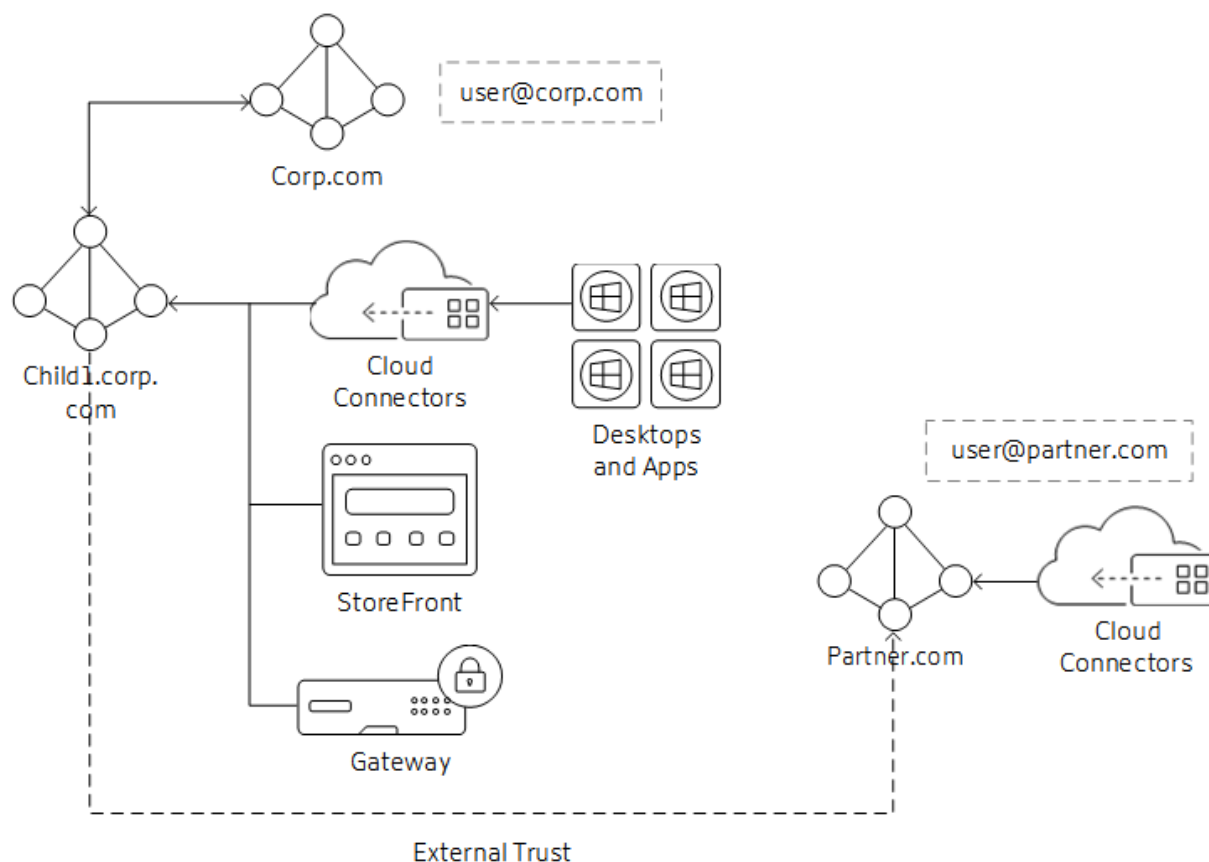 user@corp.com
Corp.com
Child1.corp.
com
Cloud
Connectors
Desktops
and Apps
user@partner.com
StoreFront
Partner.com
Cloud
Connectors
Gateway
External Trust